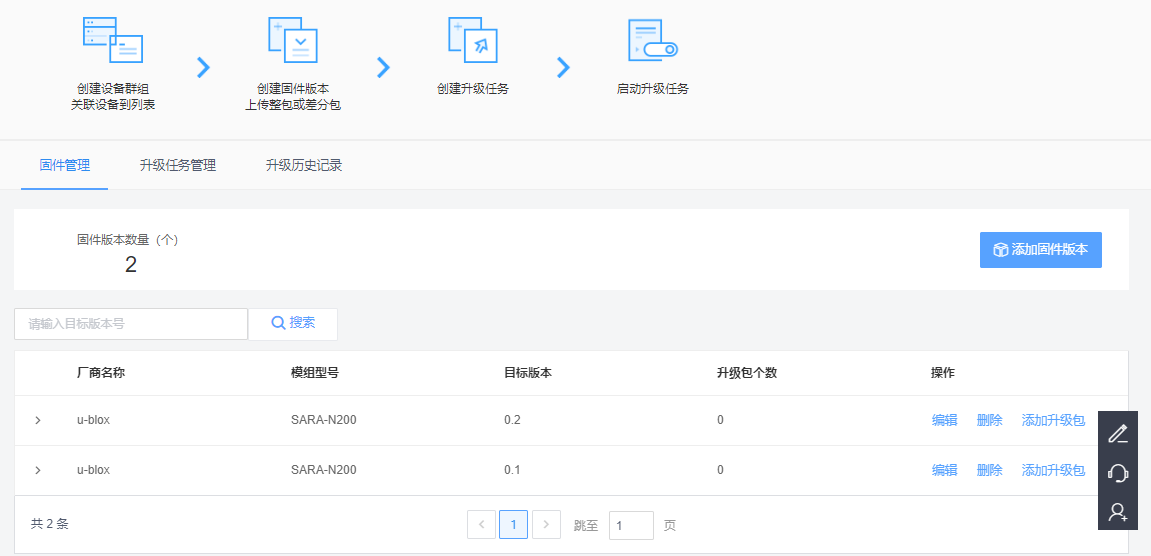 创建设备群组
关联设备到列表
创建固件版本
上传整包或差分包
创建升级任务
启动升级任务
固件管理 升级任务管理 升级历史记录
固件版本数量（个）
2
添加固件版本
请输入目标版本号 搜索
厂商名称 模组型号 目标版本 升级包个数 操作
u-blox SARA-N200 0.2 0 编辑 删除 添加升级包
u-blox SARA-N200 0.1 0 编辑 删除 添加升级包
共 2 条 1 跳至 1 页